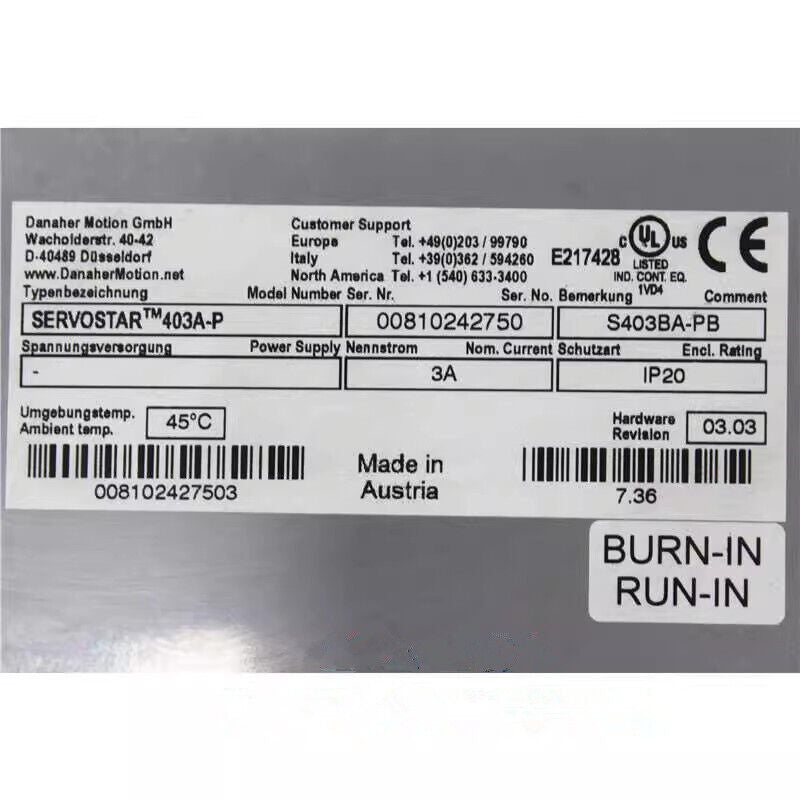 Danaher Motion GmbH
Wacholderstr. 40-42
D-40489 Düsseldorf
www.DanaherMotion.net
Customer Support
Europe Tel. +49(0)203 / 99790
Italy Tel. +39(0)362 / 594260
North America Tel. +1 (540) 633-3400
E217428
C UL US
LISTED
IND. CONT. EQ.
1VD4
CE
Typenbezeichnung Model Number
SERVOSTAR™403A-P
Ser. Nr. Ser. No.
00810242750
Bemerkung Comment
S403BA-PB
Spannungsversorgung Power Supply
-
Nennstrom Nom. Current
3A
Schutzart Encl. Rating
IP20
Umgebungstemp.
Ambient temp.
45°C
Hardware
Revision
03.03
008102427503
Made in
Austria
7.36
BURN-IN
RUN-IN